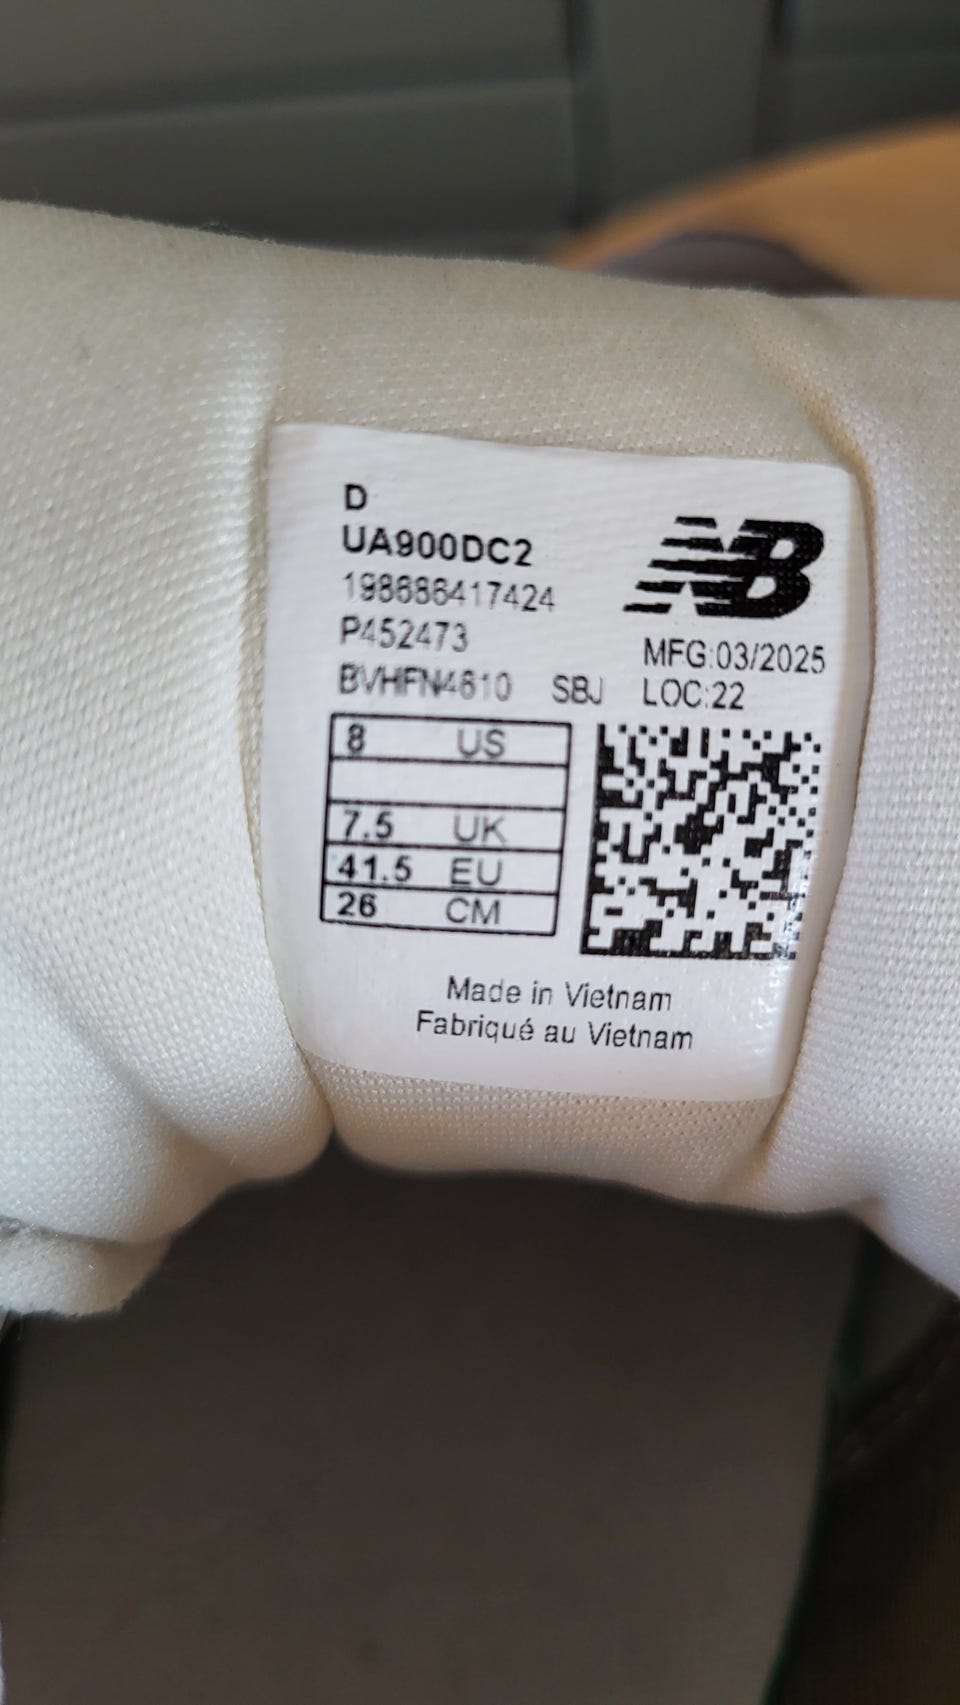 D
UA900DC2
198686417424
P452473
BVHFN4610 SBJ
NB
MFG:03/2025
LOC:22
8 US
7.5 UK
41.5 EU
26 CM
Made in Vietnam
Fabriqué au Vietnam